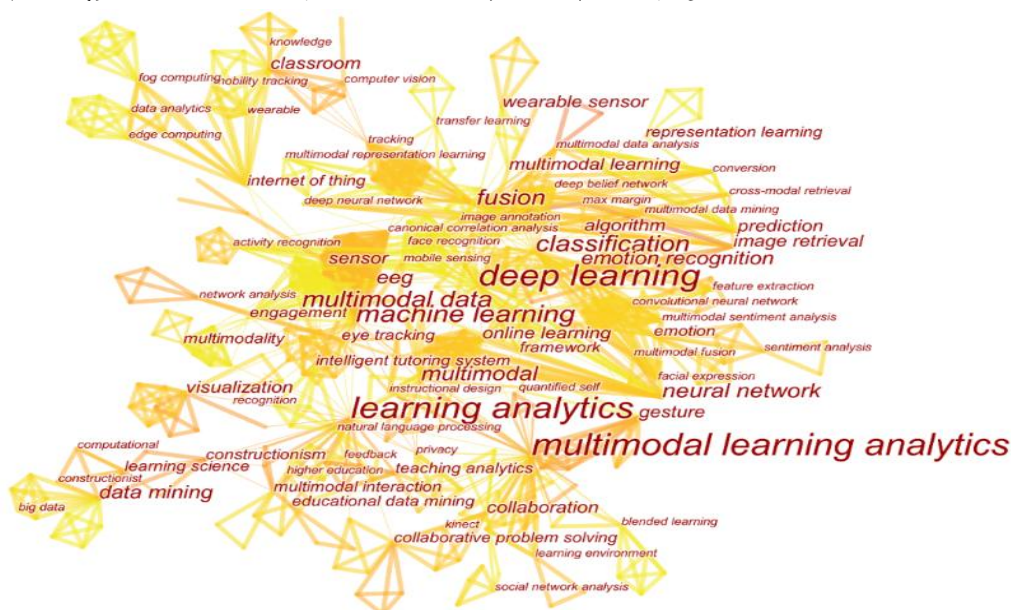 knowledge
classroom
fog computing
mobility tracking
computer vision
wearable sensor
data analytics
wearable
transfer learning
representation learning
edge computing
tracking
multimodal data analysis
multimodal representation learning
multimodal learning
conversion
internet of thing
deep belief network
cross-modal retrieval
deep neural network
fusion
max margin
multimodal data mining
image annotation
canonical correlation analysis
algorithm
prediction
activity recognition
face recognition
classification
image retrieval
sensor
mobile sensing
emotion recognition
eeg
deep learning
feature extraction
network analysis
multimodal data
convolutional neural network
engagement
machine learning
multimodal sentiment analysis
multimodality
eye tracking
online learning
emotion
framework
multimodal fusion
sentiment analysis
intelligent tutoring system
multimodal
facial expression
visualization
instructional design
quantified self
neural network
recognition
learning analytics
gesture
natural language processing
multimodal learning analytics
computational
constructionism
feedback
privacy
learning science
higher education
teaching analytics
constructionist
data mining
multimodal interaction
educational data mining
big data
collaboration
kinect
blended learning
collaborative problem solving
learning environment
social network analysis